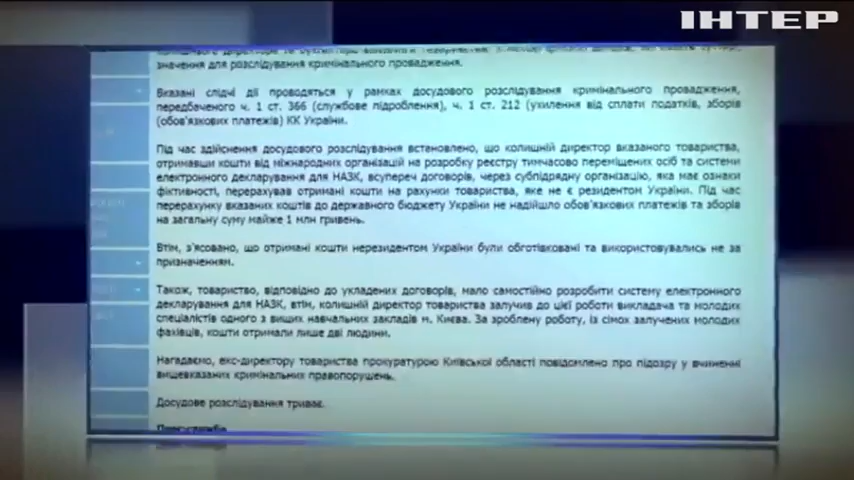 ІНТЕР
значення для розслідування кримінального провадження.
Вказані слідчі дії проводяться у рамках досудового розслідування кримінального провадження,
передбаченого ч. 1 ст. 366 (службове підроблення), ч. 1 ст. 212 (ухилення від сплати податків, зборів
(обов'язкових платежів) КК України.
Під час здійснення досудового розслідування встановлено, що колишній директор вказаного товариства,
отримавши кошти від міжнародних організацій на розробку реєстру тимчасово переміщених осіб та системи
електронного декларування для НАЗК, всупереч договорів, через субпідрядну організацію, яка має ознаки
фіктивності, перерахував отримані кошти на рахунки товариства, яке не є резидентом України. Під час
перерахунку вказаних коштів до державного бюджету України не надійшло обов'язкових платежів та зборів
на загальну суму майже 1 млн гривень.
Втім, з'ясовано, що отримані кошти нерезидентом України були обготівковані та використовувались не за
призначенням.
Також, товариство, відповідно до укладених договорів, мало самостійно розробити систему електронного
декларування для НАЗК, втім, колишній директор товариства залучив до цієї роботи викладача та молодих
спеціалістів одного з вищих навчальних закладів м. Києва. За зроблену роботу, із сімох залучених молодих
фахівців, кошти отримали лише дві людини.
Нагадаємо, екс-директору товариства прокуратурою Київської області повідомлено про підозру у вчиненні
вищевказаних кримінальних правопорушень.
Досудове розслідування триває.